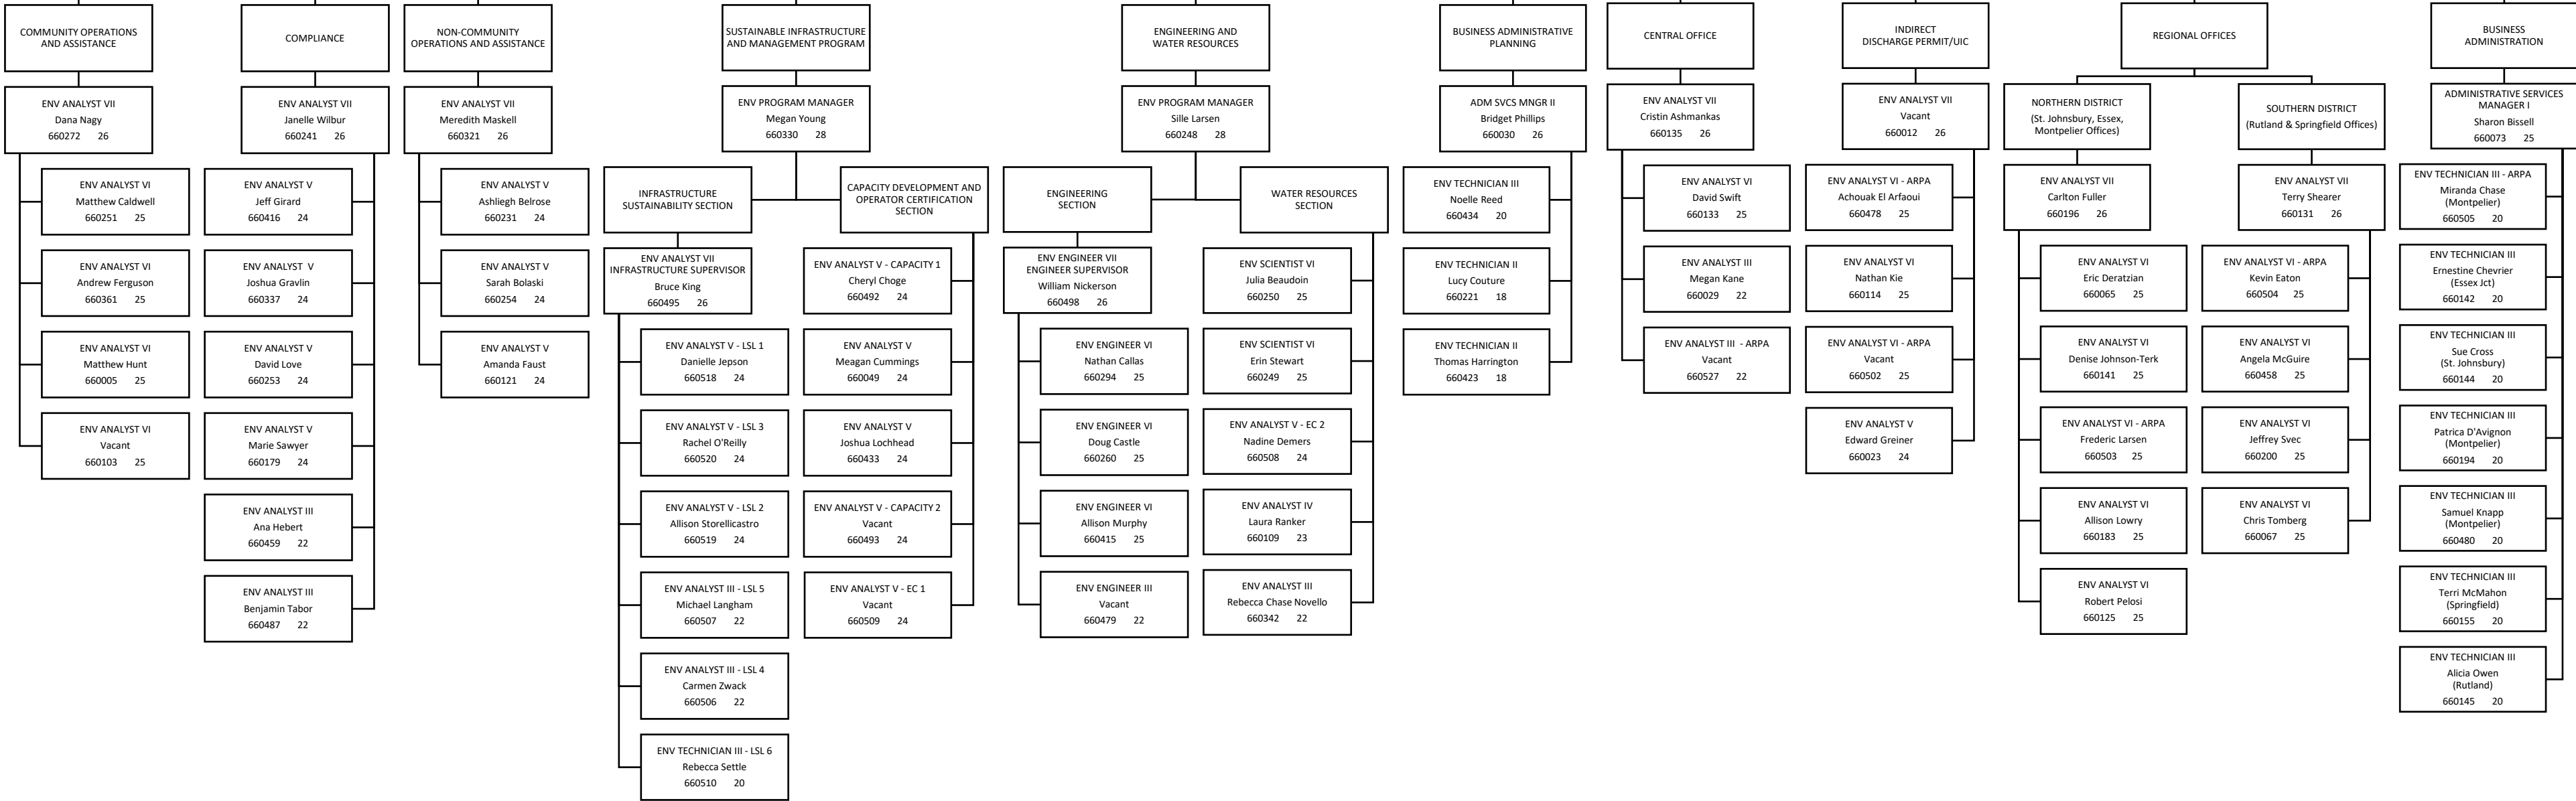 COMMUNITY OPERATIONS
AND ASSISTANCE
ENV ANALYST VII
Dana Nagy
660272 26
ENV ANALYST VI
Matthew Caldwell
660251 25
ENV ANALYST VI
Andrew Ferguson
660361 25
ENV ANALYST VI
Matthew Hunt
660005 25
ENV ANALYST VI
Vacant
660103 25
COMPLIANCE
ENV ANALYST VII
Janelle Wilbur
660241 26
ENV ANALYST V
Jeff Girard
660416 24
ENV ANALYST V
Joshua Gravlin
660337 24
ENV ANALYST V
David Love
660253 24
ENV ANALYST V
Marie Sawyer
660179 24
ENV ANALYST III
Ana Hebert
660459 22
ENV ANALYST III
Benjamin Tabor
660487 22
NON-COMMUNITY
OPERATIONS AND ASSISTANCE
ENV ANALYST VII
Meredith Maskell
660321 26
ENV ANALYST V
Ashliegh Belrose
660231 24
ENV ANALYST V
Sarah Bolaski
660254 24
ENV ANALYST V
Amanda Faust
660121 24
SUSTAINABLE INFRASTRUCTURE
AND MANAGEMENT PROGRAM
ENV PROGRAM MANAGER
Megan Young
660330 28
INFRASTRUCTURE
SUSTAINABILITY SECTION
ENV ANALYST VII
INFRASTRUCTURE SUPERVISOR
Bruce King
660495 26
ENV ANALYST V - LSL 1
Danielle Jepson
660518 24
ENV ANALYST V - LSL 3
Rachel O'Reilly
660520 24
ENV ANALYST V - LSL 2
Allison Storellicastro
660519 24
ENV ANALYST III - LSL 5
Michael Langham
660507 22
ENV ANALYST III - LSL 4
Carmen Zwack
660506 22
ENV TECHNICIAN III - LSL 6
Rebecca Settle
660510 20
CAPACITY DEVELOPMENT AND
OPERATOR CERTIFICATION
SECTION
ENV ANALYST V - CAPACITY 1
Cheryl Choge
660492 24
ENV ANALYST V
Meagan Cummings
660049 24
ENV ANALYST V
Joshua Lochhead
660433 24
ENV ANALYST V - CAPACITY 2
Vacant
660493 24
ENV ANALYST V - EC 1
Vacant
660509 24
ENGINEERING AND
WATER RESOURCES
ENV PROGRAM MANAGER
Sille Larsen
660248 28
ENGINEERING
SECTION
ENV ENGINEER VII
ENGINEER SUPERVISOR
William Nickerson
660498 26
ENV ENGINEER VI
Nathan Callas
660294 25
ENV ENGINEER VI
Doug Castle
660260 25
ENV ENGINEER VI
Allison Murphy
660415 25
ENV ENGINEER III
Vacant
660479 22
WATER RESOURCES
SECTION
ENV SCIENTIST VI
Julia Beaudoin
660250 25
ENV SCIENTIST VI
Erin Stewart
660249 25
ENV ANALYST V - EC 2
Nadine Demers
660508 24
ENV ANALYST IV
Laura Ranker
660109 23
ENV ANALYST III
Rebecca Chase Novello
660342 22
BUSINESS ADMINISTRATIVE
PLANNING
ADM SVCS MNGR II
Bridget Phillips
660030 26
ENV TECHNICIAN III
Noelle Reed
660434 20
ENV TECHNICIAN II
Lucy Couture
660221 18
ENV TECHNICIAN II
Thomas Harrington
660423 18
CENTRAL OFFICE
ENV ANALYST VII
Cristin Ashmankas
660135 26
ENV ANALYST VI
David Swift
660133 25
ENV ANALYST III
Megan Kane
660029 22
ENV ANALYST III - ARPA
Vacant
660527 22
INDIRECT
DISCHARGE PERMIT/UIC
ENV ANALYST VII
Vacant
660012 26
ENV ANALYST VI - ARPA
Achouak El Arfaoui
660478 25
ENV ANALYST VI
Nathan Kie
660114 25
ENV ANALYST VI - ARPA
Vacant
660502 25
ENV ANALYST V
Edward Greiner
660023 24
REGIONAL OFFICES
NORTHERN DISTRICT
(St. Johnsbury, Essex,
Montpelier Offices)
ENV ANALYST VII
Carlton Fuller
660196 26
ENV ANALYST VI
Eric Deratzian
660065 25
ENV ANALYST VI
Denise Johnson-Terk
660141 25
ENV ANALYST VI - ARPA
Frederic Larsen
660503 25
ENV ANALYST VI
Allison Lowry
660183 25
ENV ANALYST VI
Robert Pelosi
660125 25
SOUTHERN DISTRICT
(Rutland & Springfield Offices)
ENV ANALYST VII
Terry Shearer
660131 26
ENV ANALYST VI - ARPA
Kevin Eaton
660504 25
ENV ANALYST VI
Angela McGuire
660458 25
ENV ANALYST VI
Jeffrey Svec
660200 25
ENV ANALYST VI
Chris Tomberg
660067 25
BUSINESS
ADMINISTRATION
ADMINISTRATIVE SERVICES
MANAGER I
Sharon Bissell
660073 25
ENV TECHNICIAN III - ARPA
Miranda Chase
(Montpelier)
660505 20
ENV TECHNICIAN III
Ernestine Chevrier
(Essex Jct)
660142 20
ENV TECHNICIAN III
Sue Cross
(St. Johnsbury)
660144 20
ENV TECHNICIAN III
Patrica D'Avignon
(Montpelier)
660194 20
ENV TECHNICIAN III
Samuel Knapp
(Montpelier)
660480 20
ENV TECHNICIAN III
Terri McMahon
(Springfield)
660155 20
ENV TECHNICIAN III
Alicia Owen
(Rutland)
660145 20